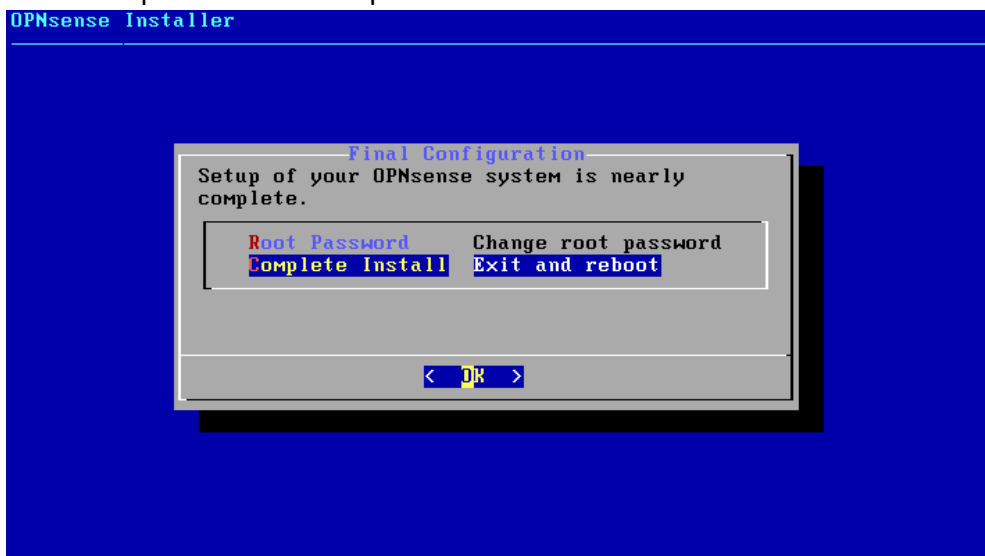 OPNsense Installer
Final Configuration
Setup of your OPNsense system is nearly
complete.
Root Password Change root password
Complete Install Exit and reboot
< OK >